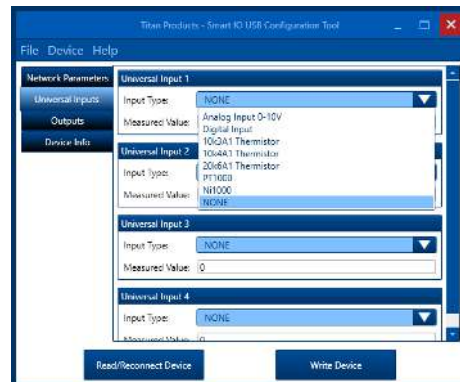 Titan Products - Smart IO USB Configuration Tool
File Device Help
Network Parameters
Universal Inputs
Outputs
Device Info
Universal Input 1
Input Type: NONE
Measured Value:
Analog Input 0-10V
Digital Input
10k3A1 Thermistor
10k4A1 Thermistor
20k6A1 Thermistor
PT1000
Ni1000
NONE
Universal Input 2
Input Type:
Measured Value:
Universal Input 3
Input Type: NONE
Measured Value: 0
Universal Input 4
Input Type: NONE
Measured Value: 0
Read/Reconnect Device
Write Device